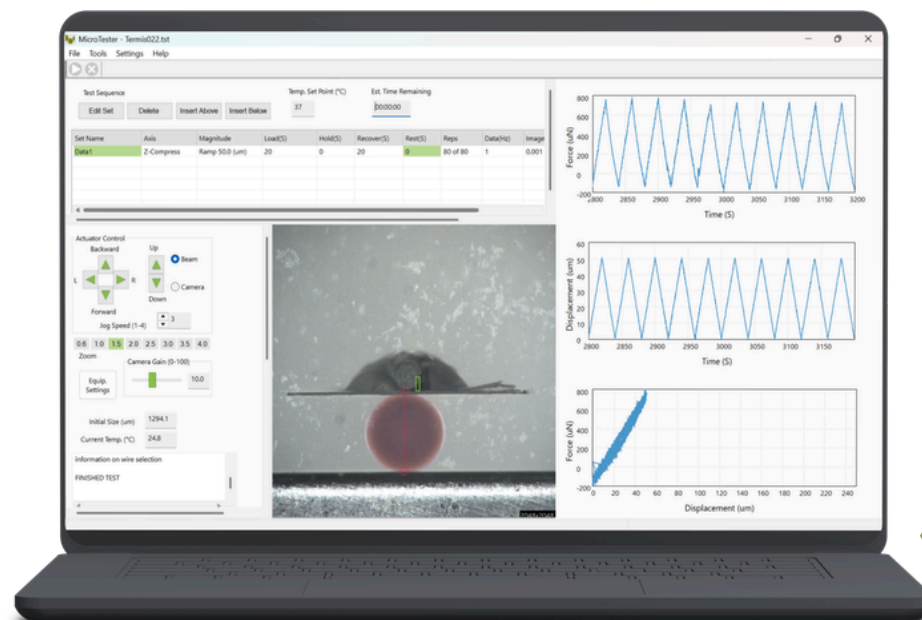 MicroTester - Termis022.tst
File Tools Settings Help
Test Sequence
Temp. Set Point (°C)
Est. Time Remaining
Edit Set
Delete
Insert Above
Insert Below
37
00:00:00
Set Name Axis Magnitude Load(S) Hold(S) Recover(S) Rest(S) Reps Data(Hz) Image
Data1 Z-Compress Ramp 50.0 (um) 20 0 20 0 80 of 80 1 0.001
Actuator Control
Backward
Up
Beam
L
R
Camera
Forward
Down
Jog Speed (1-4)
3
0.6 1.0 1.5 2.0 2.5 3.0 3.5 4.0
Zoom
Camera Gain (0-100)
Equip. Settings
10.0
Initial Size (um)
1294.1
Current Temp. (°C)
24.8
information on wire selection
FINISHED TEST
2048x2048
Force (uN)
800
600
400
200
0
-200
2800 2850 2900 2950 3000 3050 3100 3150 3200
Time (S)
Displacement (um)
60
50
40
30
20
10
0
2800 2850 2900 2950 3000 3050 3100 3150 3200
Time (S)
Force (uN)
800
600
400
200
0
-200
0 20 40 60 80 100 120 140 160 180 200 220 240
Displacement (um)